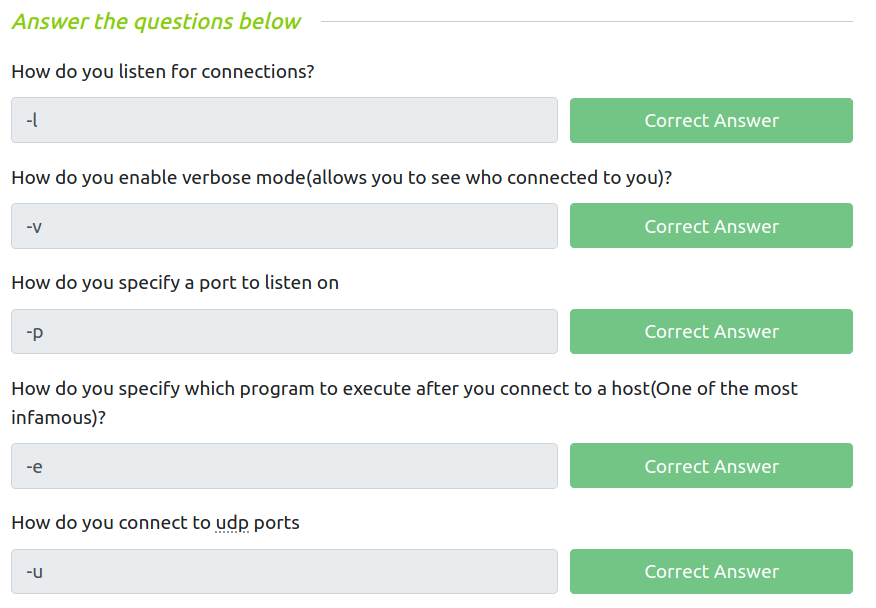 Answer the questions below
How do you listen for connections?
-l
Correct Answer
How do you enable verbose mode(allows you to see who connected to you)?
-v
Correct Answer
How do you specify a port to listen on
-p
Correct Answer
How do you specify which program to execute after you connect to a host(One of the most
infamous)?
-e
Correct Answer
How do you connect to udp ports
-u
Correct Answer